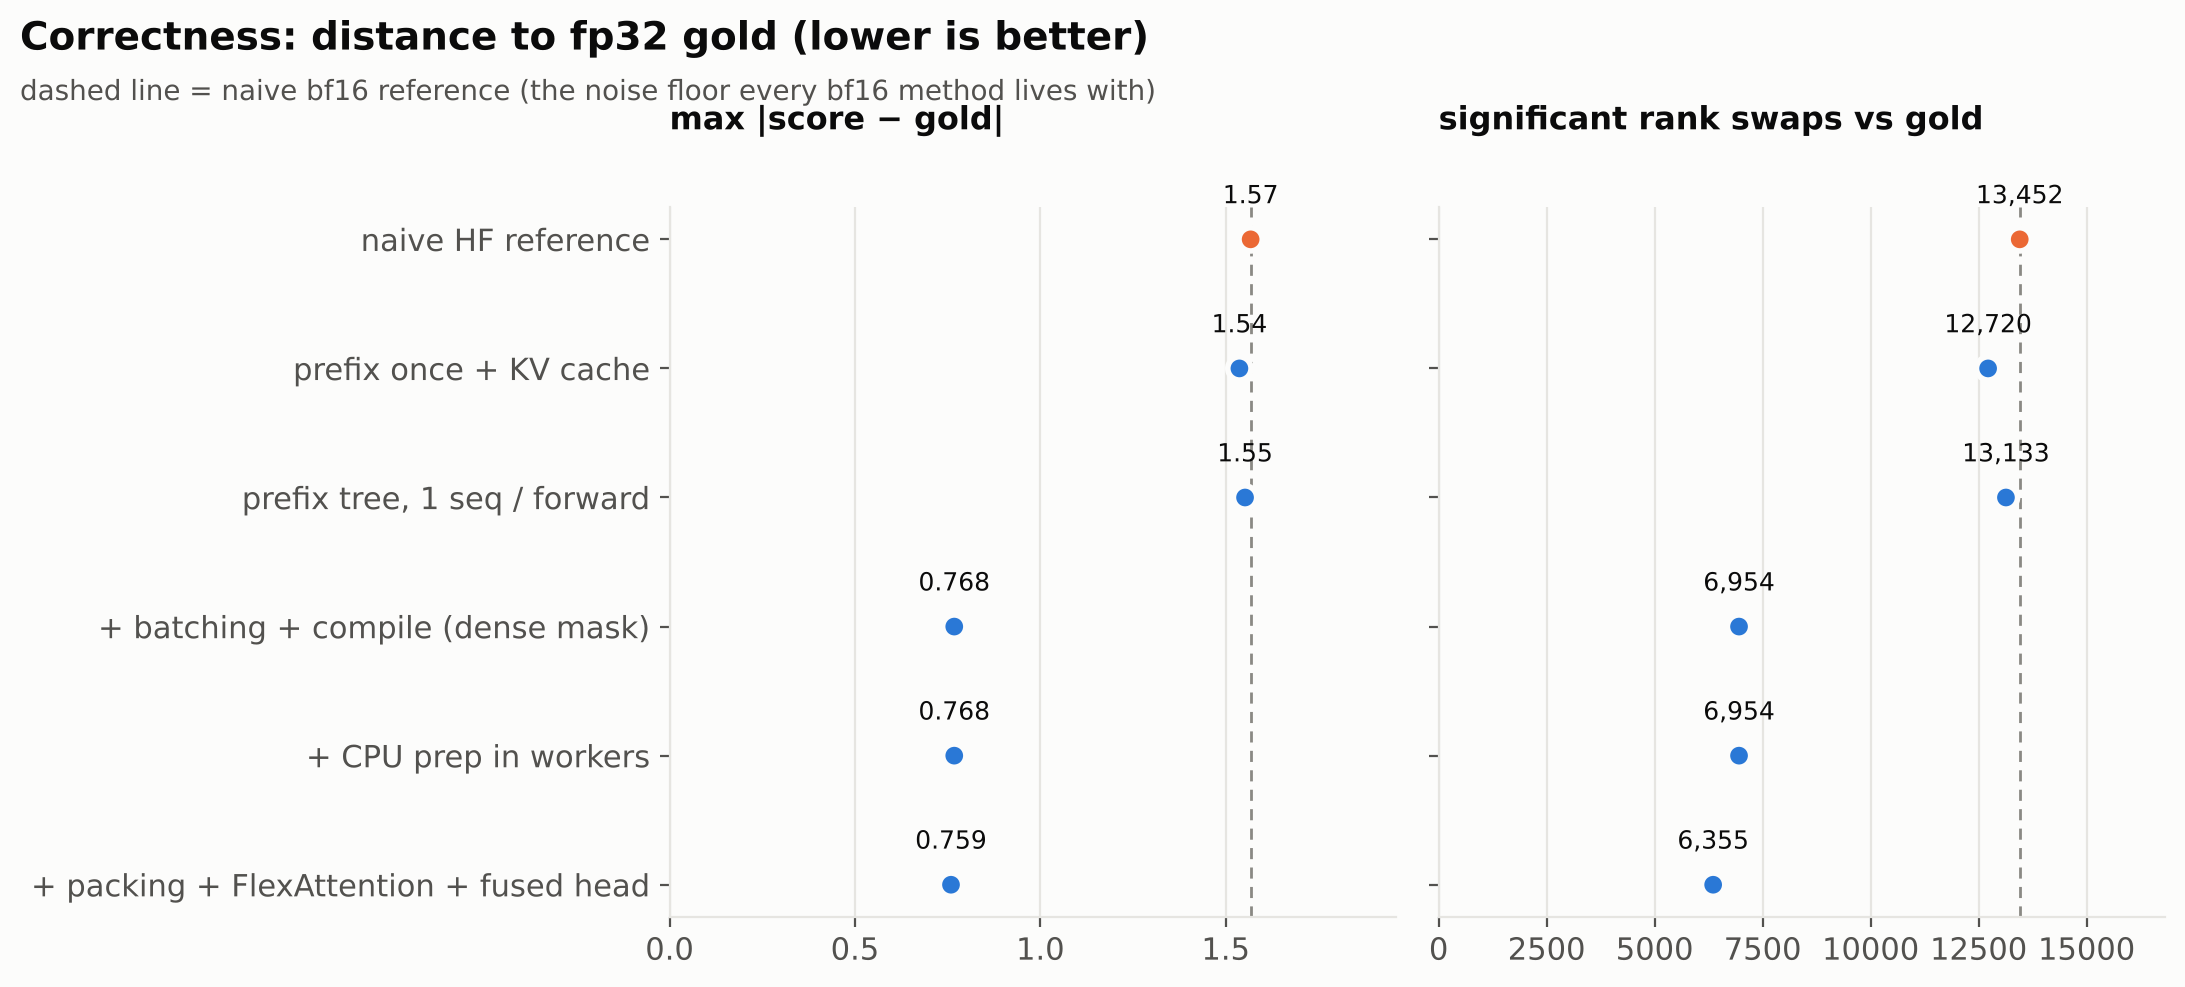 Correctness: distance to fp32 gold (lower is better)
dashed line = naive bf16 reference (the noise floor every bf16 method lives with)
max |score − gold|
significant rank swaps vs gold
naive HF reference
1.57
13,452
prefix once + KV cache
1.54
12,720
prefix tree, 1 seq / forward
1.55
13,133
+ batching + compile (dense mask)
0.768
6,954
+ CPU prep in workers
0.768
6,954
+ packing + FlexAttention + fused head
0.759
6,355
0.0 0.5 1.0 1.5
0 2500 5000 7500 10000 12500 15000